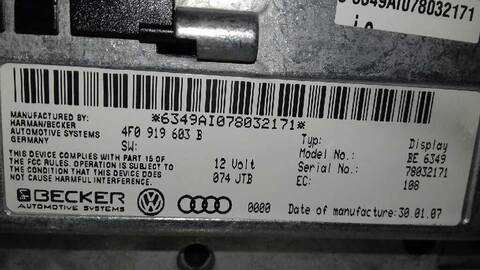 6349AI078032171
*6349AI078032171*
MANUFACTURED BY:
HARMAN/BECKER
AUTOMOTIVE SYSTEMS
GERMANY
4F0 919 603 B
SW:
Typ: Display
Model No.: BE 6349
Serial No.: 78032171
EC: 108
THIS DEVICE COMPLIES WITH PART 15 OF
THE FCC RULES. OPERATION IS SUBJECT TO
THE CONDITION THAT THIS DEVICE DOES
NOT CAUSE HARMFUL INTERFERENCE.
12 Volt
074 JTB
BECKER
AUTOMOTIVE SYSTEMS
0000
Date of manufacture: 30 01.07